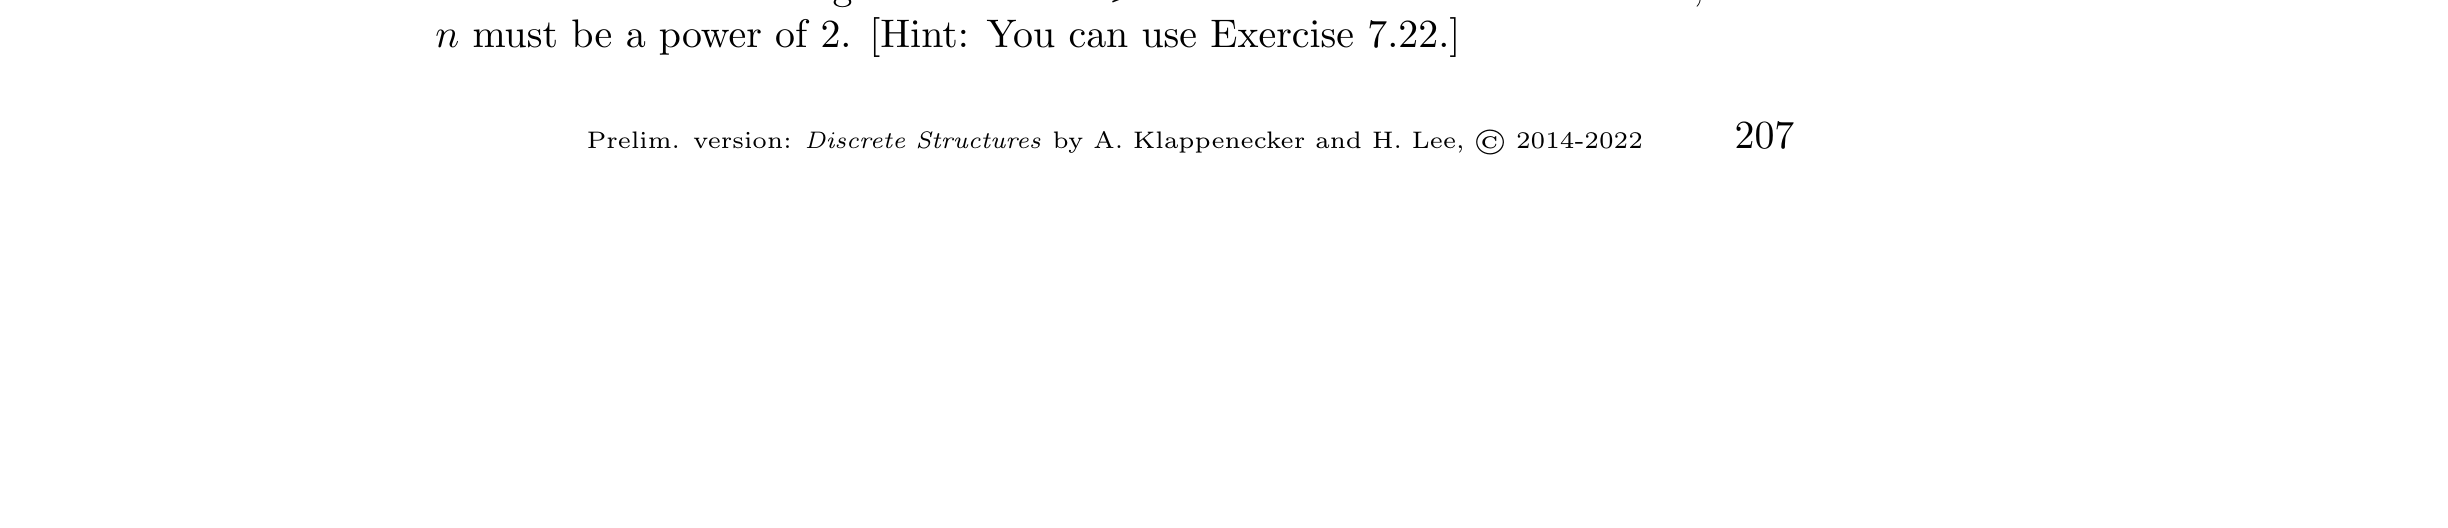 n must be a power of 2. [Hint: You can use Exercise 7.22.]
Prelim. version: Discrete Structures by A. Klappenecker and H. Lee, © 2014-2022 207